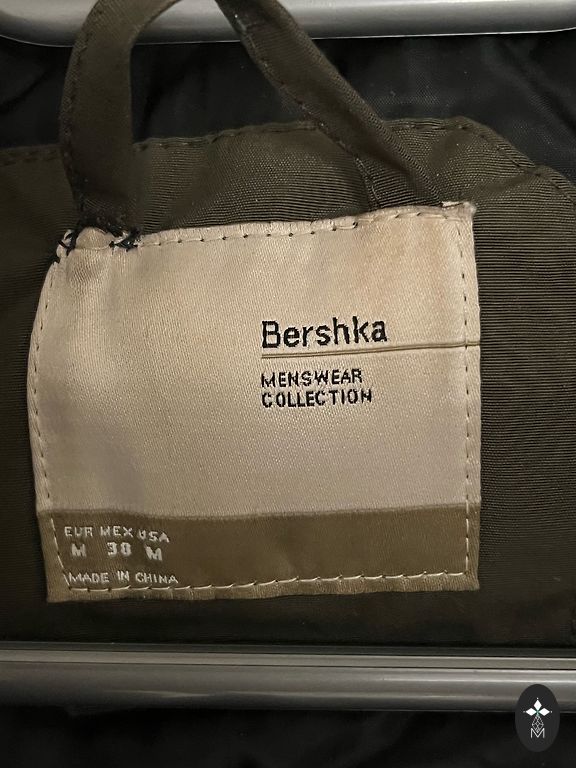 Bershka
MENSWEAR
COLLECTION
EUR MEX USA
M 38 M
MADE IN CHINA
M